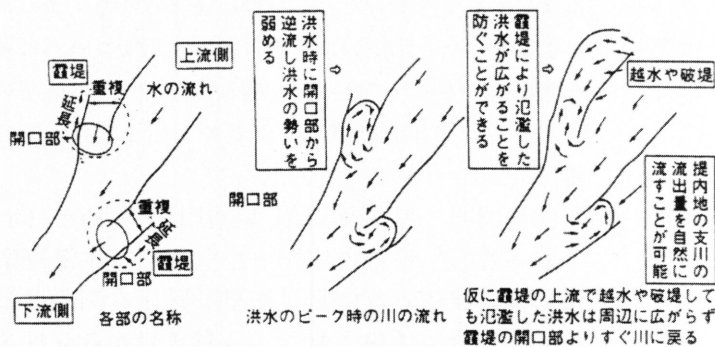 上流側
霞堤
重複
水の流れ
延長
開口部
重複
延長
霞堤
開口部
下流側
各部の名称
洪水時に開口部から
逆流し洪水の勢いを
弱める
開口部
洪水のピーク時の川の流れ
霞堤により氾濫した
洪水が広がることを
防ぐことができる
越水や破堤
堤内地の支川の
流出量を自然に
流すことが可能
仮に霞堤の上流で越水や破堤して
も氾濫した洪水は周辺に広がらず
霞堤の開口部よりすぐ川に戻る